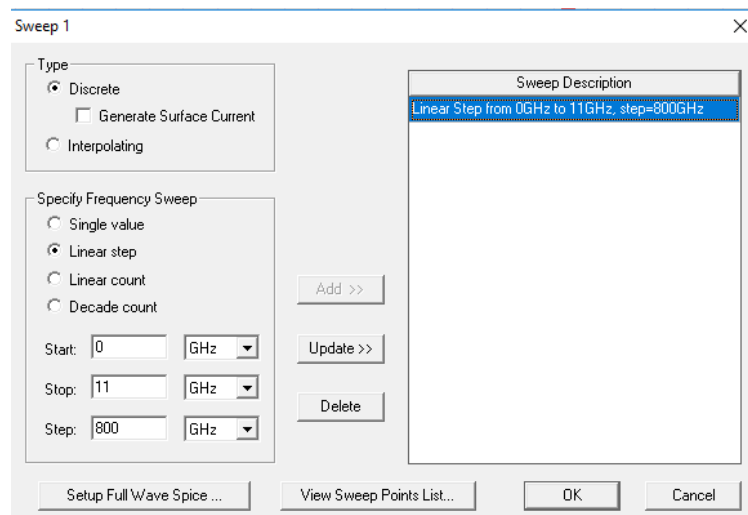 Sweep 1
Type
Discrete
Generate Surface Current
Interpolating
Specify Frequency Sweep
Single value
Linear step
Linear count
Decade count
Start: 0 GHz
Stop: 11 GHz
Step: 800 GHz
Add >>
Update >>
Delete
Sweep Description
Linear Step from 0GHz to 11GHz, step=800GHz
Setup Full Wave Spice ...
View Sweep Points List...
OK
Cancel